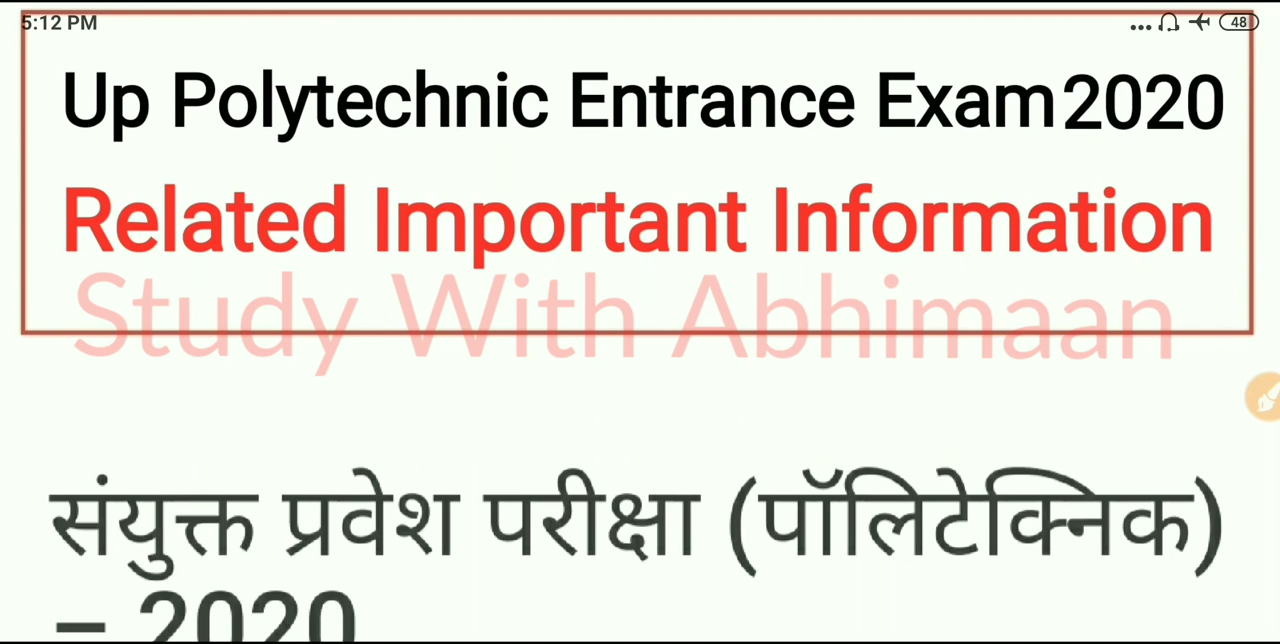 5:12 PM
48
Up Polytechnic Entrance Exam2020
Related Important Information
Study With Abhimaan
संयुक्त प्रवेश परीक्षा (पॉलिटेक्निक)
– 2020